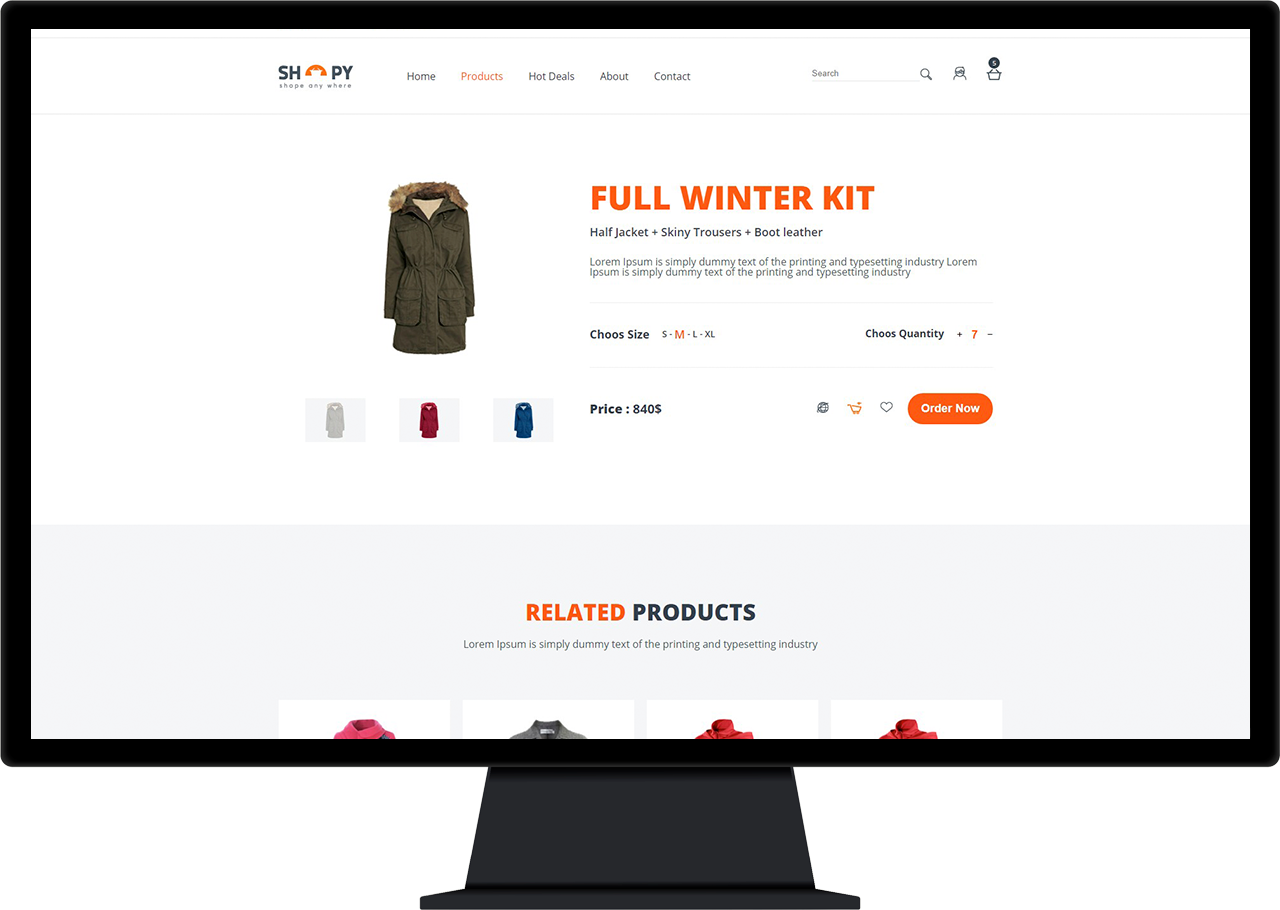 SH PY
shope any where
Home Products Hot Deals About Contact Search 5
FULL WINTER KIT
Half Jacket + Skiny Trousers + Boot leather
Lorem Ipsum is simply dummy text of the printing and typesetting industry Lorem
Ipsum is simply dummy text of the printing and typesetting industry
Choos Size S - M - L - XL Choos Quantity + 7 −
Price : 840$ Order Now
RELATED PRODUCTS
Lorem Ipsum is simply dummy text of the printing and typesetting industry